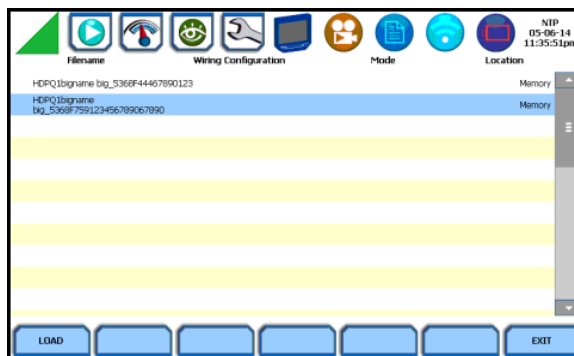 NTP
05-06-14
11:35:51pm
Filename Wiring Configuration Mode Location
HDPQ1bigname big_5368F44467890123 Memory
HDPQ1bigname
big_5368F759123456789067890 Memory
LOAD EXIT